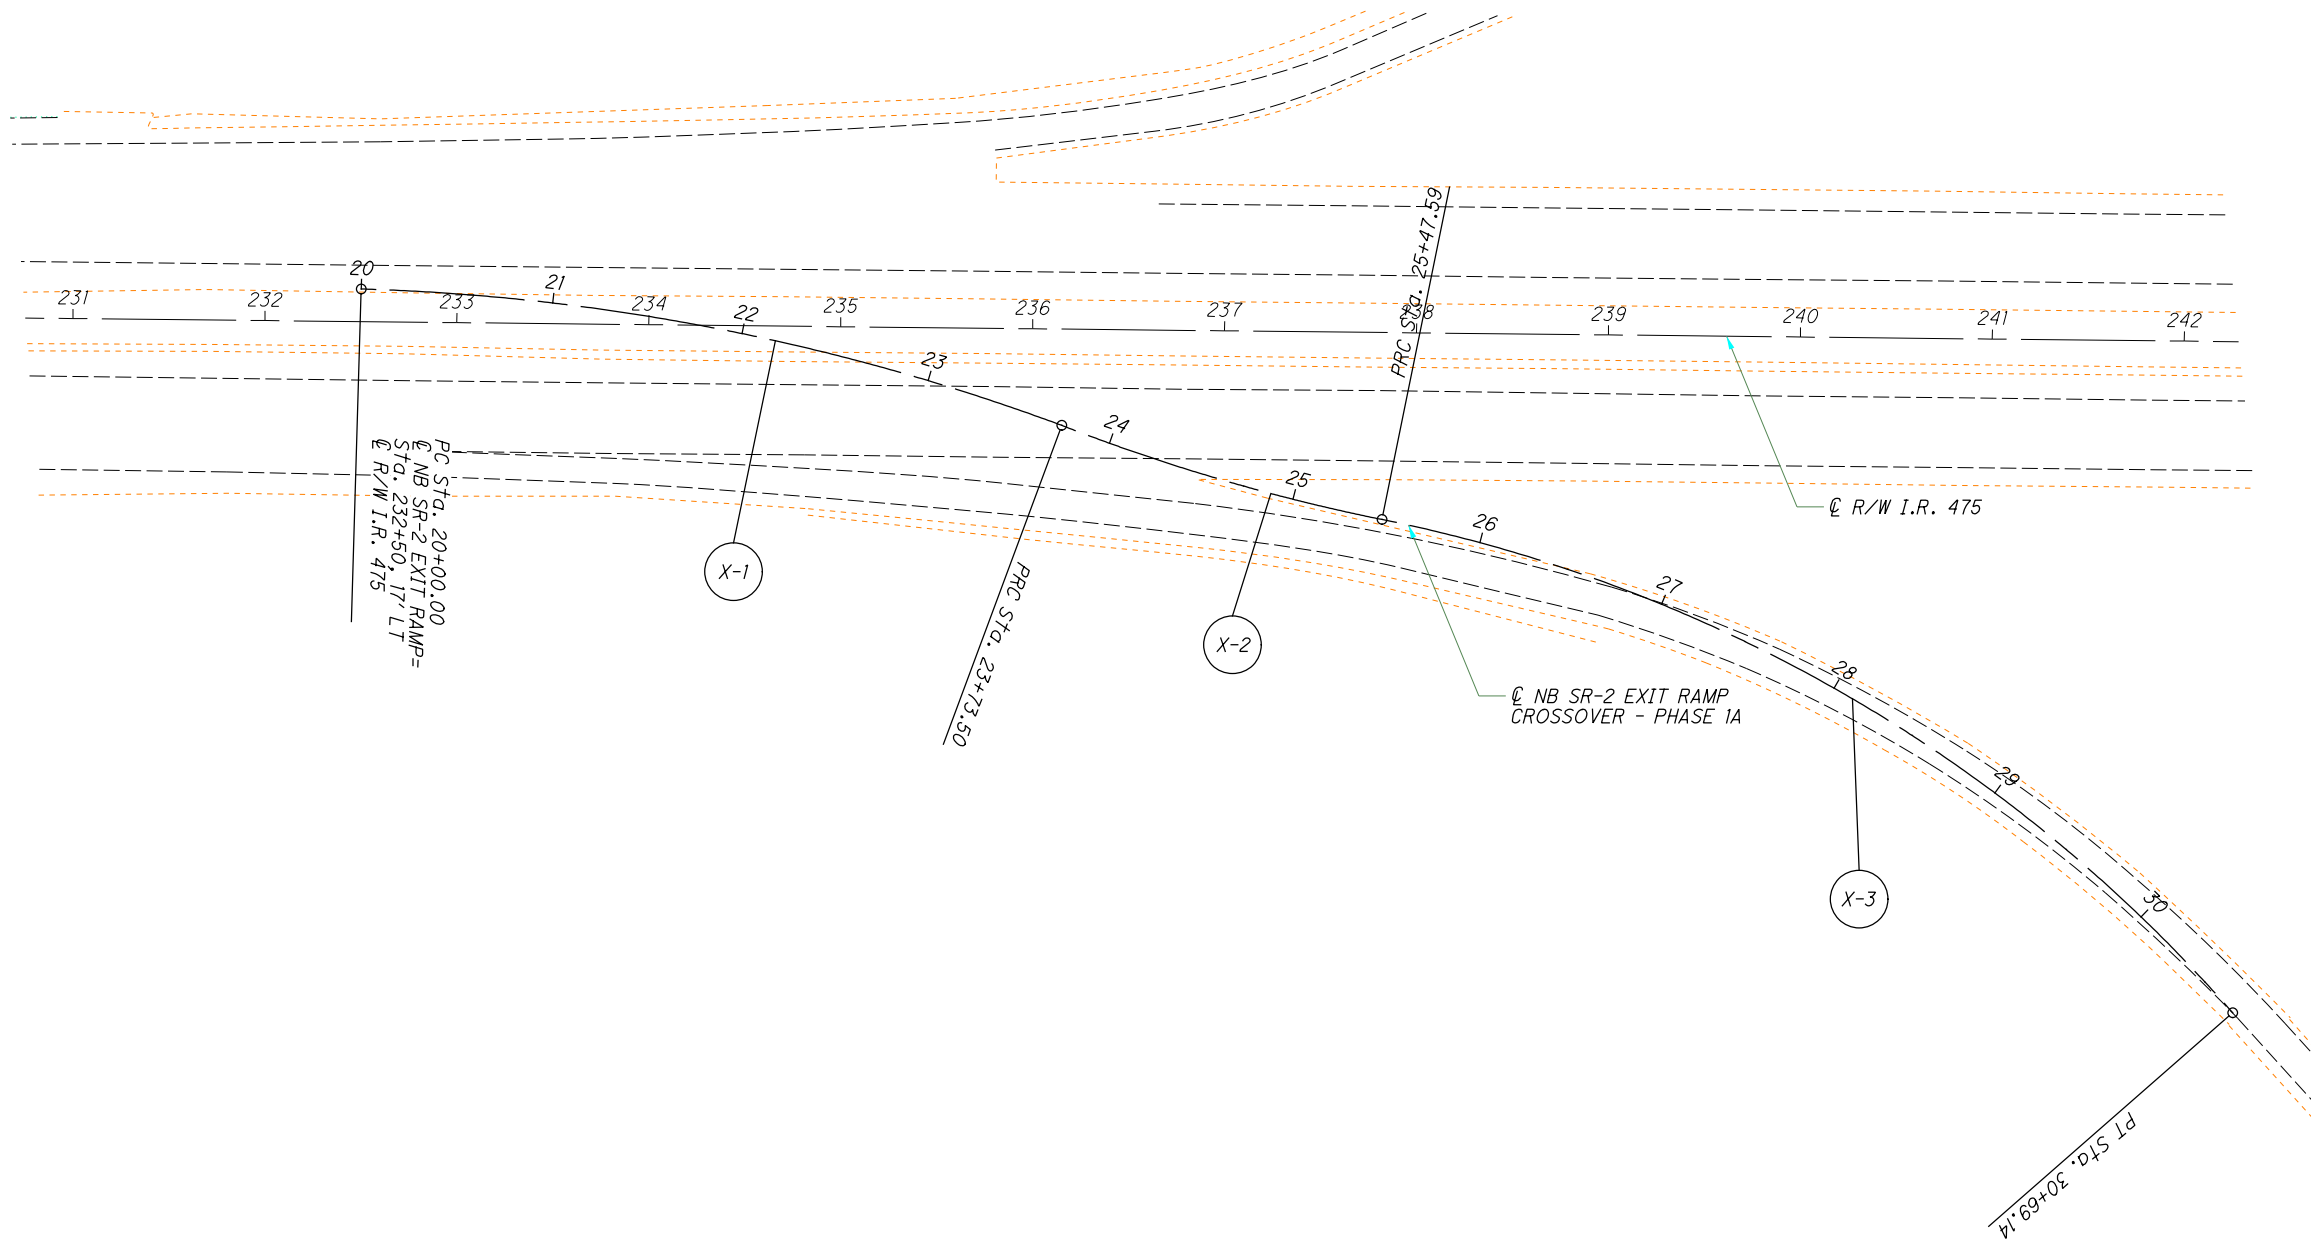 20
21
22
23
24
25
26
27
28
29
30
231
232
233
234
235
236
237
238
239
240
241
242
PRC Sta. 25+47.59
PC Sta. 20+00.00
℄ NB SR-2 EXIT RAMP=
Sta. 232+50, 17' LT
℄ R/W I.R. 475
X-1
PRC Sta. 23+73.50
X-2
℄ R/W I.R. 475
℄ NB SR-2 EXIT RAMP
CROSSOVER - PHASE 1A
X-3
PT Sta. 30+69.14